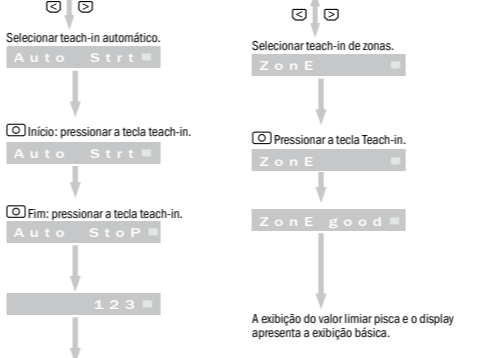 Selecionar teach-in automático.
Auto Strt
Início: pressionar a tecla teach-in.
Auto Strt
Fim: pressionar a tecla teach-in.
Auto StoP
123
Selecionar teach-in de zonas.
ZonE
Pressionar a tecla Teach-in.
ZonE
ZonE good
A exibição do valor limiar pisca e o display
apresenta a exibição básica.